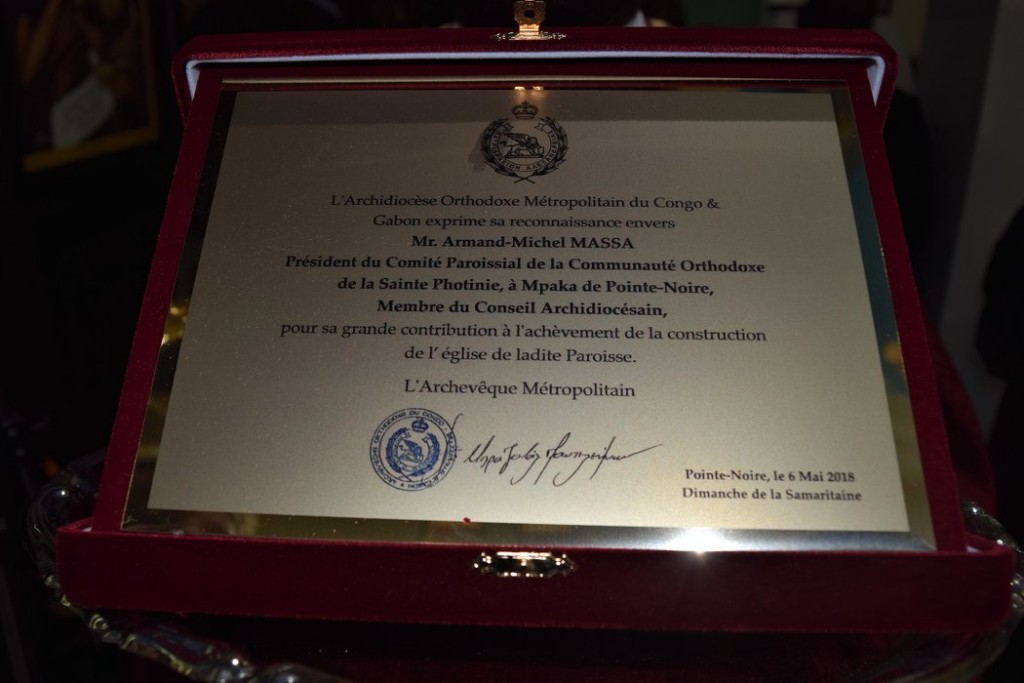 L'Archidiocèse Orthodoxe Métropolitain du Congo &
Gabon exprime sa reconnaissance envers
Mr. Armand-Michel MASSA
Président du Comité Paroissial de la Communauté Orthodoxe
de la Sainte Photinie, à Mpaka de Pointe-Noire,
Membre du Conseil Archidiocésain,
pour sa grande contribution à l'achèvement de la construction
de l' église de ladite Paroisse.
L'Archevêque Métropolitain
Pointe-Noire, le 6 Mai 2018
Dimanche de la Samaritaine